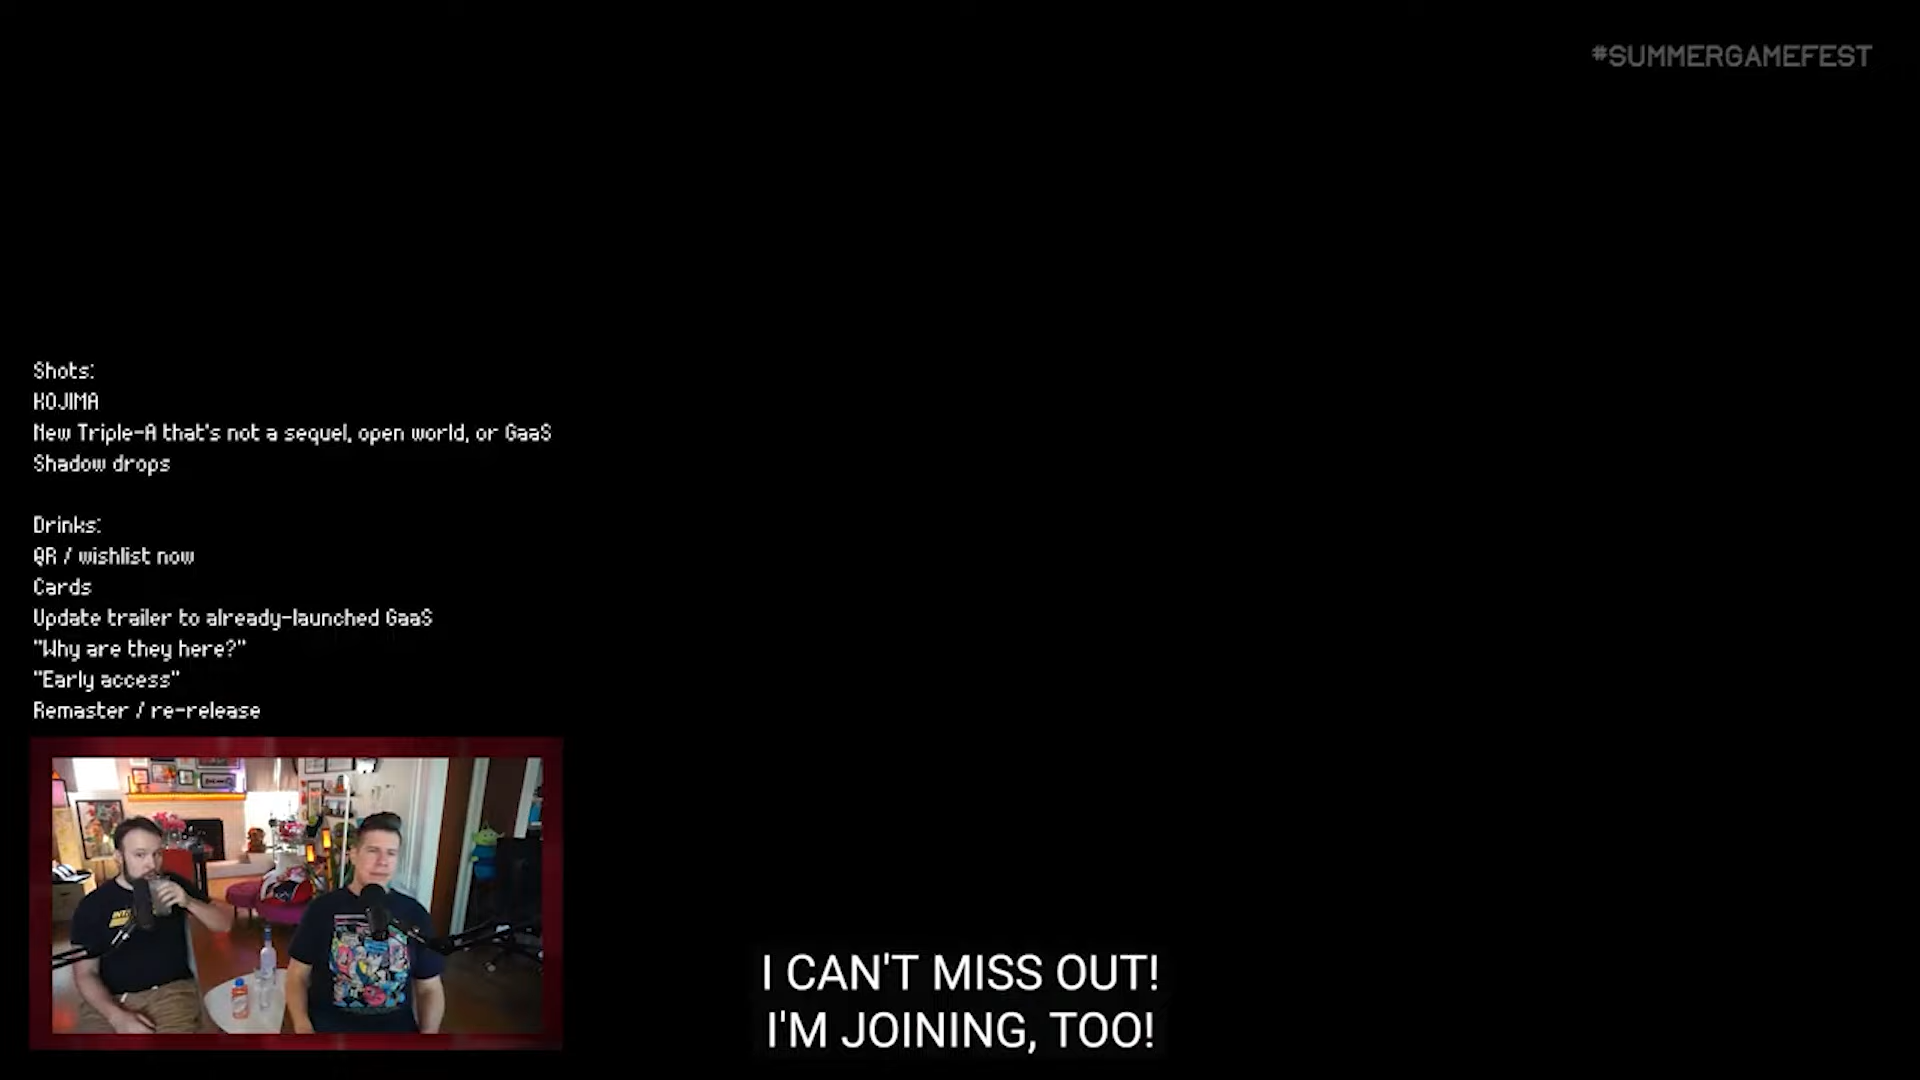 #SUMMERGAMEFEST
Shots:
KOJIMA
New Triple-A that's not a sequel, open world, or GaaS
Shadow drops
Drinks:
QR / wishlist now
Cards
Update trailer to already-launched GaaS
"Why are they here?"
"Early access"
Remaster / re-release
I CAN'T MISS OUT!
I'M JOINING, TOO!